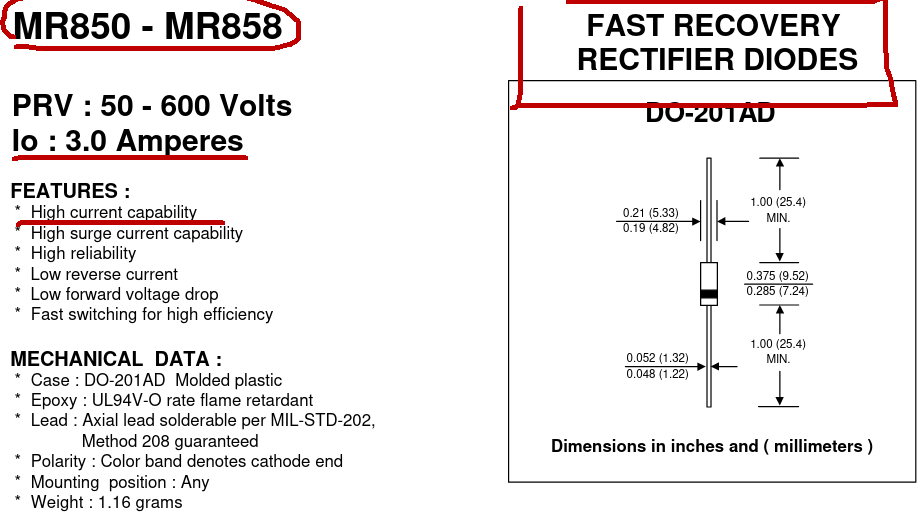 MR850 - MR858
FAST RECOVERY
RECTIFIER DIODES
PRV : 50 - 600 Volts
Io : 3.0 Amperes
FEATURES :
* High current capability
* High surge current capability
* High reliability
* Low reverse current
* Low forward voltage drop
* Fast switching for high efficiency
MECHANICAL DATA :
* Case : DO-201AD Molded plastic
* Epoxy : UL94V-O rate flame retardant
* Lead : Axial lead solderable per MIL-STD-202,
Method 208 guaranteed
* Polarity : Color band denotes cathode end
* Mounting position : Any
* Weight : 1.16 grams
DO-201AD
1.00 (25.4)
MIN.
0.21 (5.33)
0.19 (4.82)
0.375 (9.52)
0.285 (7.24)
1.00 (25.4)
MIN.
0.052 (1.32)
0.048 (1.22)
Dimensions in inches and ( millimeters )